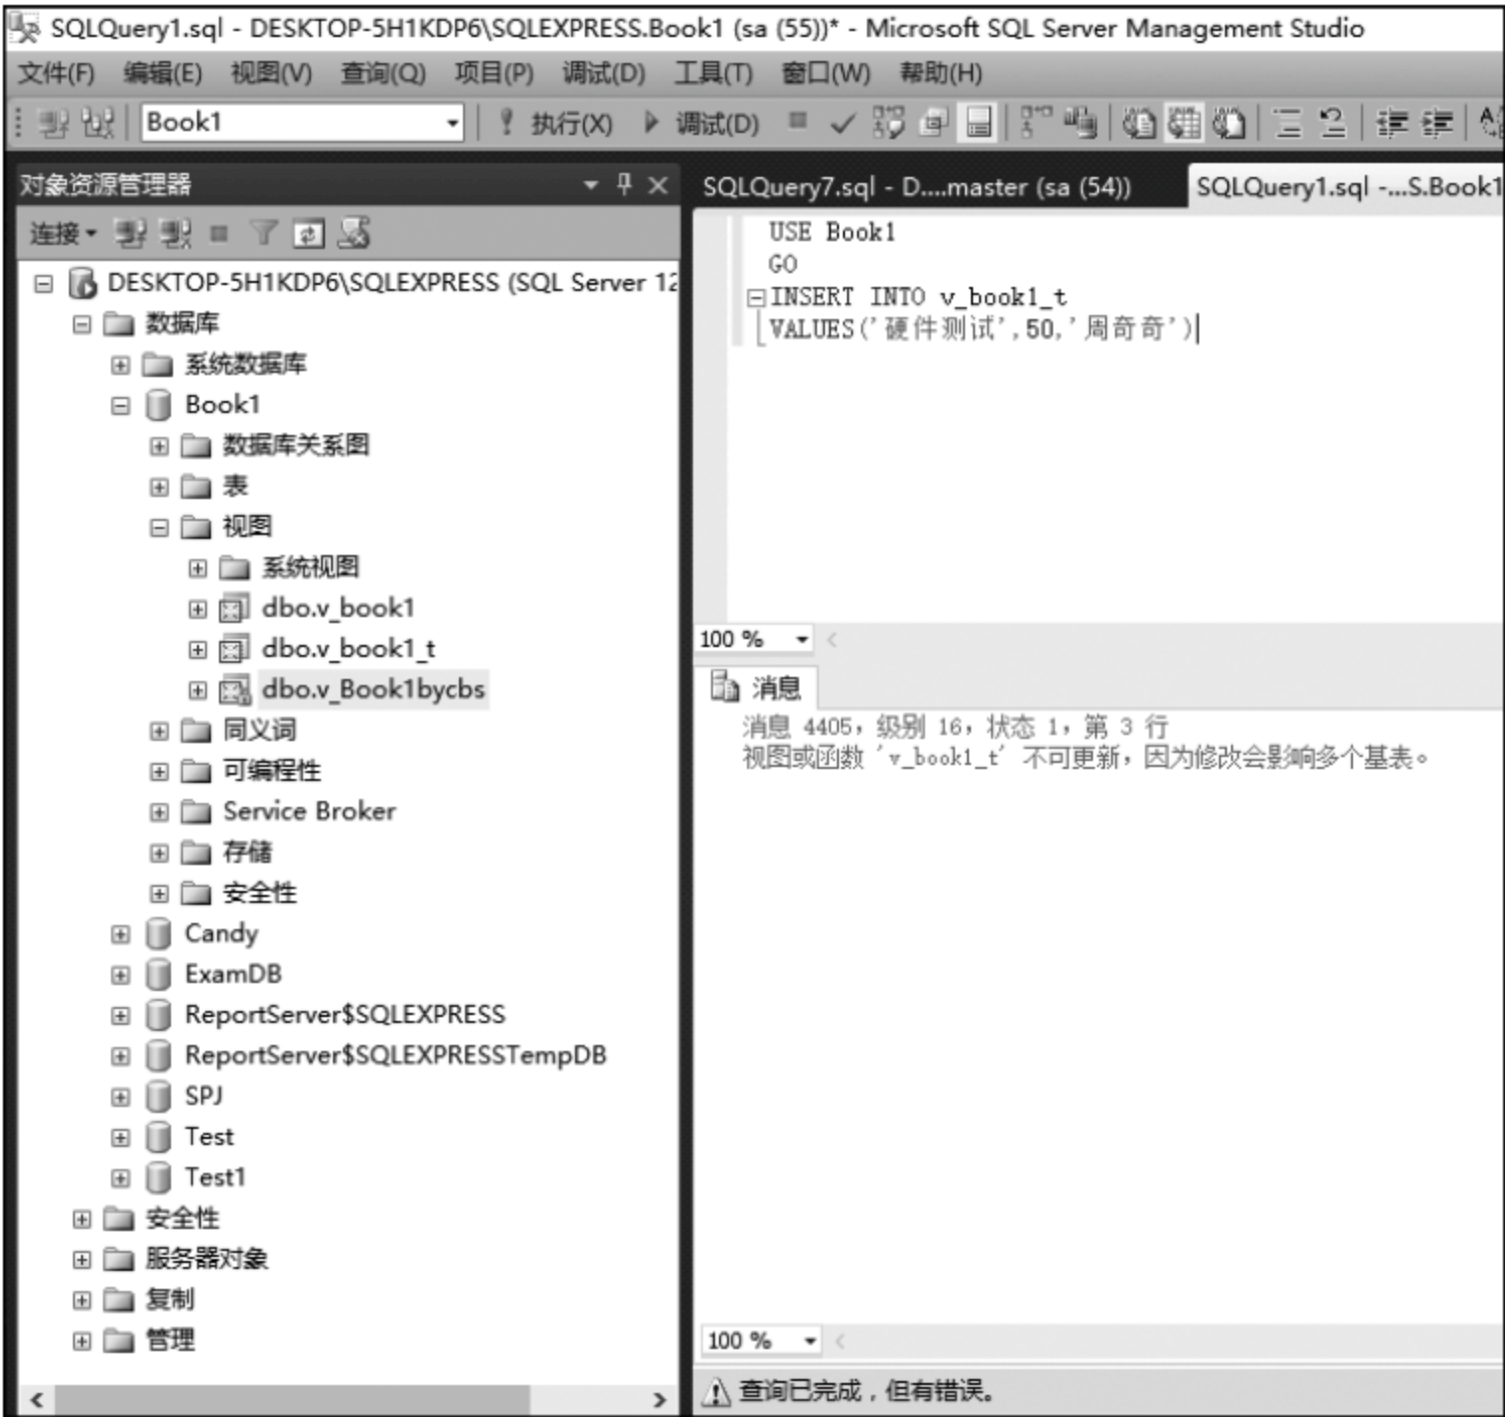 SQLQuery1.sql - DESKTOP-5H1KDP6\SQLEXPRESS.Book1 (sa (55))* - Microsoft SQL Server Management Studio
文件(F) 编辑(E) 视图(V) 查询(Q) 项目(P) 调试(D) 工具(T) 窗口(W) 帮助(H)
Book1 执行(X) 调试(D)
对象资源管理器
连接
DESKTOP-5H1KDP6\SQLEXPRESS (SQL Server 12
数据库
系统数据库
Book1
数据库关系图
表
视图
系统视图
dbo.v_book1
dbo.v_book1_t
dbo.v_Book1bycbs
同义词
可编程性
Service Broker
存储
安全性
Candy
ExamDB
ReportServer$SQLEXPRESS
ReportServer$SQLEXPRESSTempDB
SPJ
Test
Test1
安全性
服务器对象
复制
管理
SQLQuery7.sql - D....master (sa (54)) SQLQuery1.sql -...S.Book1
USE Book1
GO
INSERT INTO v_book1_t
VALUES('硬件测试',50,'周奇奇')
100 %
消息
消息 4405，级别 16，状态 1，第 3 行
视图或函数 'v_book1_t' 不可更新，因为修改会影响多个基表。
100 %
查询已完成，但有错误。